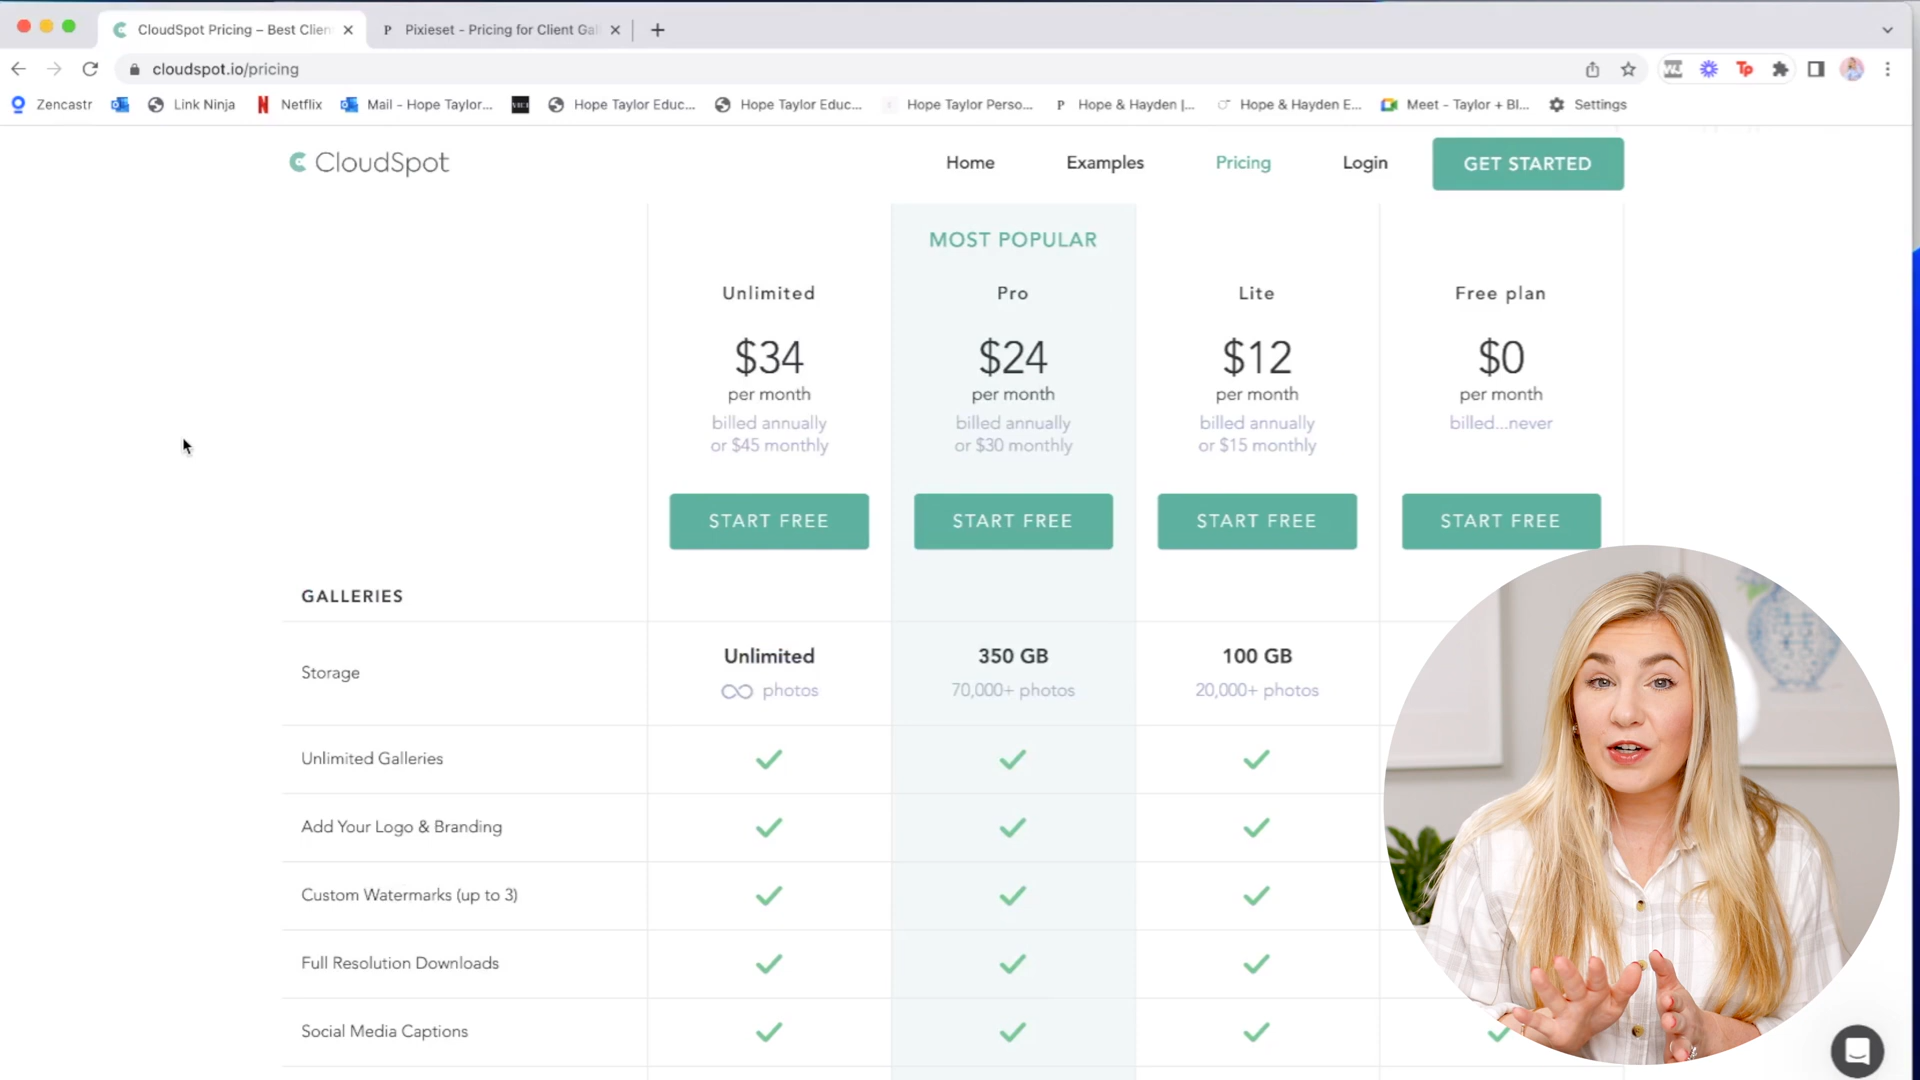 CloudSpot Pricing – Best Clien
Pixieset - Pricing for Client Gal
cloudspot.io/pricing
Zencastr
Link Ninja
Netflix
Mail - Hope Taylor...
Hope Taylor Educ...
Hope Taylor Educ...
Hope Taylor Perso...
Hope & Hayden |...
Hope & Hayden E...
Meet - Taylor + Bl...
Settings
CloudSpot
Home
Examples
Pricing
Login
GET STARTED
MOST POPULAR
Unlimited
Pro
Lite
Free plan
$34
$24
$12
$0
per month
per month
per month
per month
billed annually
billed annually
billed annually
billed...never
or $45 monthly
or $30 monthly
or $15 monthly
START FREE
START FREE
START FREE
START FREE
GALLERIES
Storage
Unlimited
350 GB
100 GB
photos
70,000+ photos
20,000+ photos
Unlimited Galleries
Add Your Logo & Branding
Custom Watermarks (up to 3)
Full Resolution Downloads
Social Media Captions